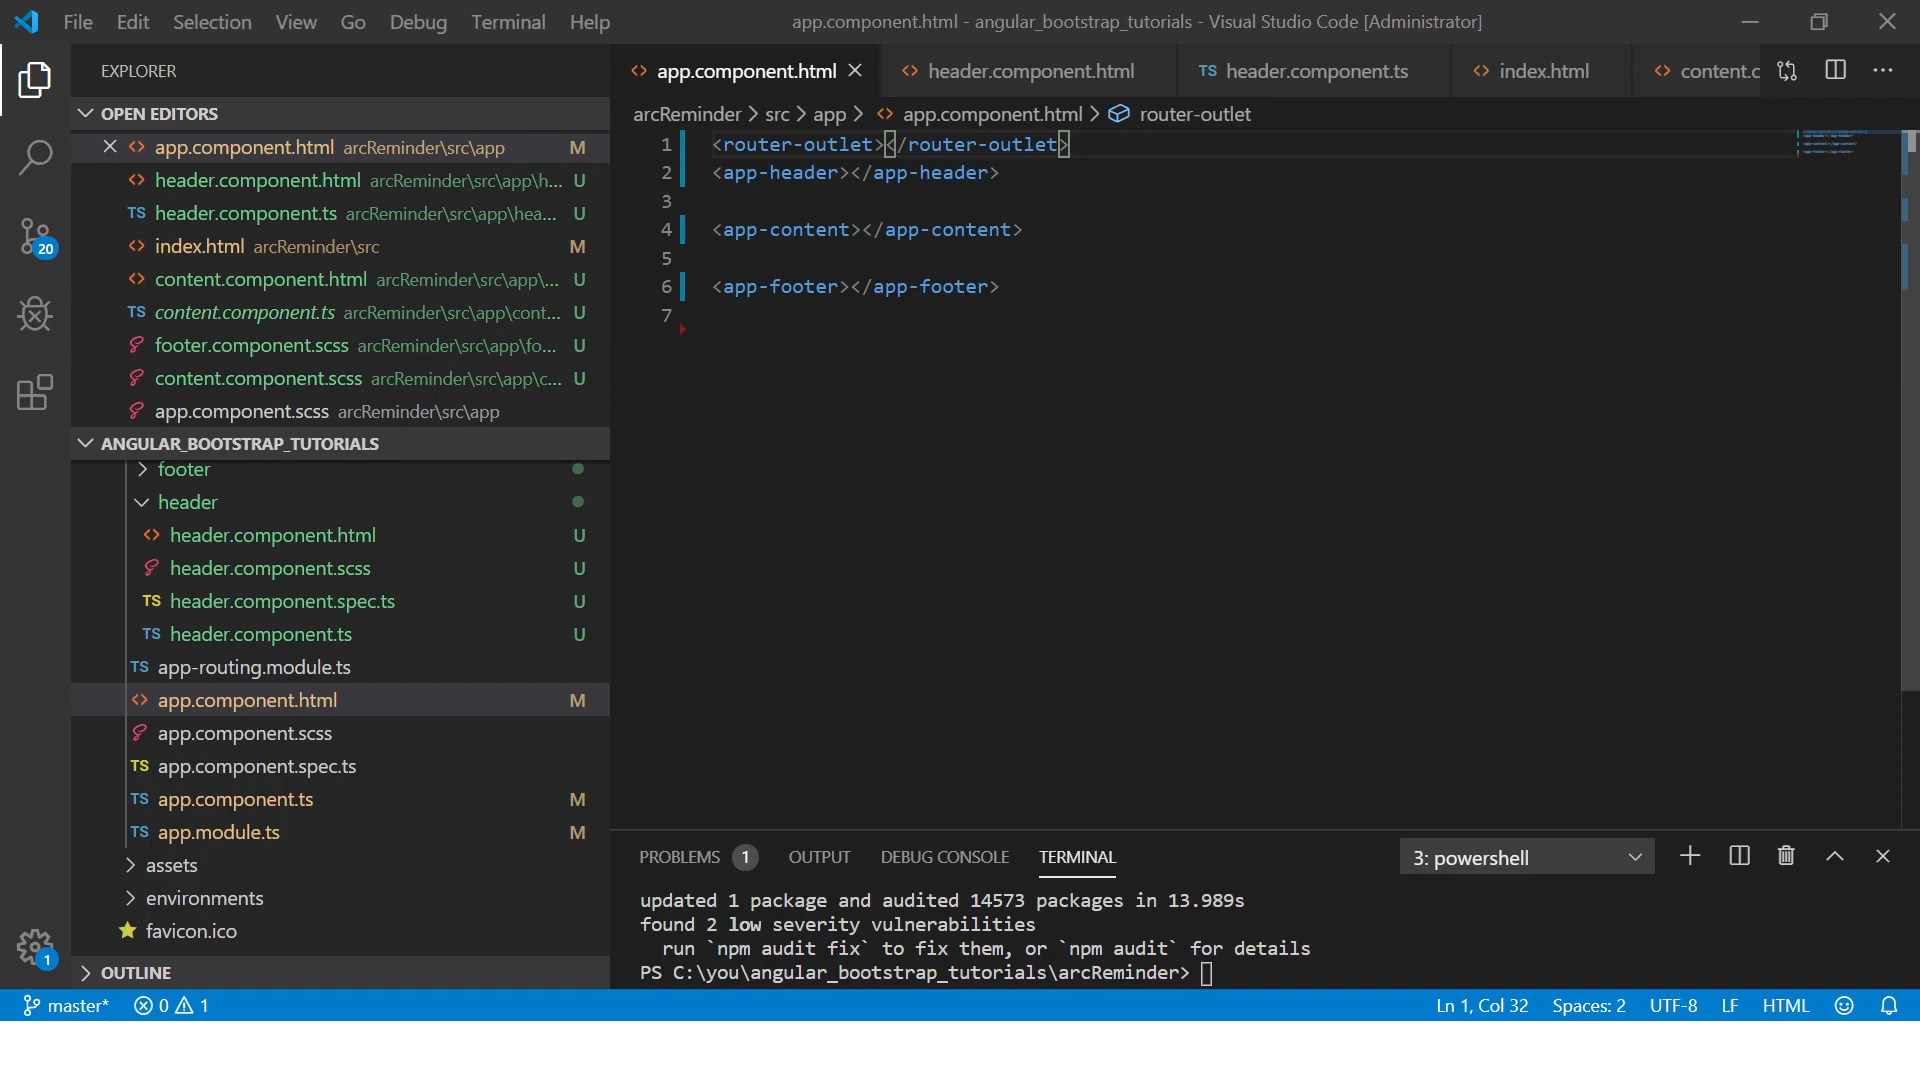 File Edit Selection View Go Debug Terminal Help
app.component.html - angular_bootstrap_tutorials - Visual Studio Code [Administrator]
EXPLORER
OPEN EDITORS
app.component.html arcReminder\src\app M
header.component.html arcReminder\src\app\h... U
header.component.ts arcReminder\src\app\hea... U
index.html arcReminder\src M
content.component.html arcReminder\src\app\... U
content.component.ts arcReminder\src\app\cont... U
footer.component.scss arcReminder\src\app\fo... U
content.component.scss arcReminder\src\app\c... U
app.component.scss arcReminder\src\app
ANGULAR_BOOTSTRAP_TUTORIALS
footer
header
header.component.html U
header.component.scss U
TS header.component.spec.ts U
TS header.component.ts U
TS app-routing.module.ts
app.component.html M
app.component.scss
TS app.component.spec.ts
TS app.component.ts M
TS app.module.ts M
assets
environments
favicon.ico
OUTLINE
20
1
app.component.html header.component.html TS header.component.ts index.html content.c
arcReminder > src > app > app.component.html > router-outlet
1 <router-outlet></router-outlet>
2 <app-header></app-header>
3
4 <app-content></app-content>
5
6 <app-footer></app-footer>
7
PROBLEMS 1 OUTPUT DEBUG CONSOLE TERMINAL 3: powershell
updated 1 package and audited 14573 packages in 13.989s
found 2 low severity vulnerabilities
run `npm audit fix` to fix them, or `npm audit` for details
PS C:\you\angular_bootstrap_tutorials\arcReminder>
master* 0 1 Ln 1, Col 32 Spaces: 2 UTF-8 LF HTML